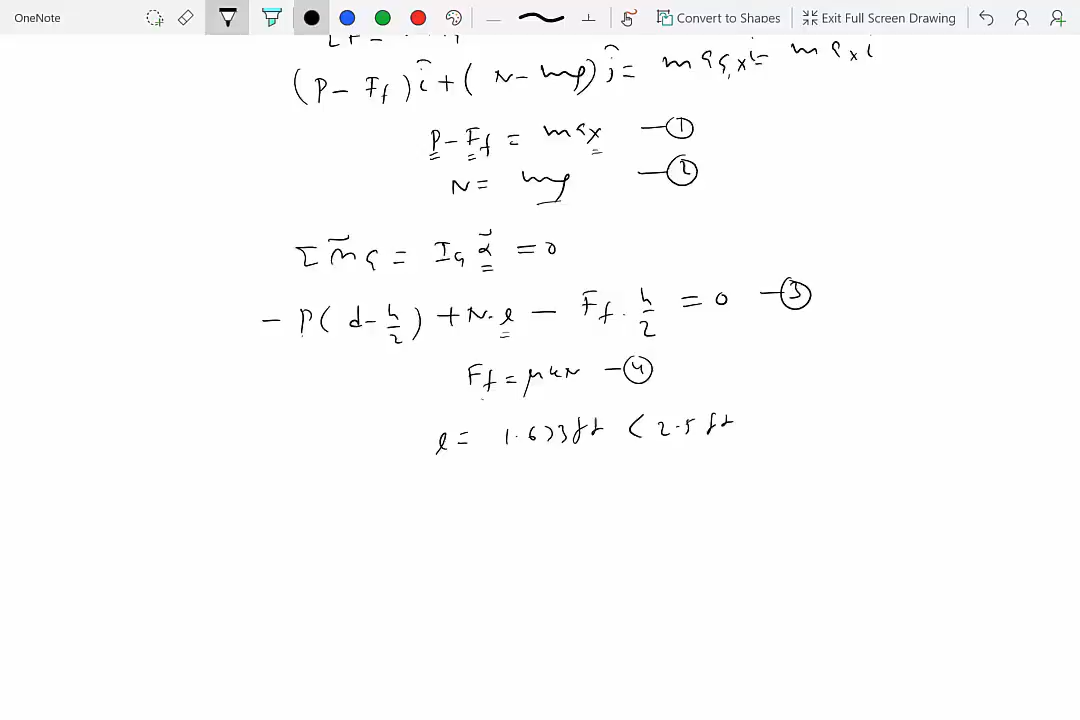 OneNote
Convert to Shapes
Exit Full Screen Drawing
(P - Ff) î + (N - mg) ĵ = m aG,x î = m ax î
P - Ff = m ax — ①
N = mg — ②
Σ M̄G = IG ᾱ = 0
- P(d - h/2) + N·l - Ff · h/2 = 0 — ③
Ff = μk N — ④
l = 1.673 ft < 2.5 ft